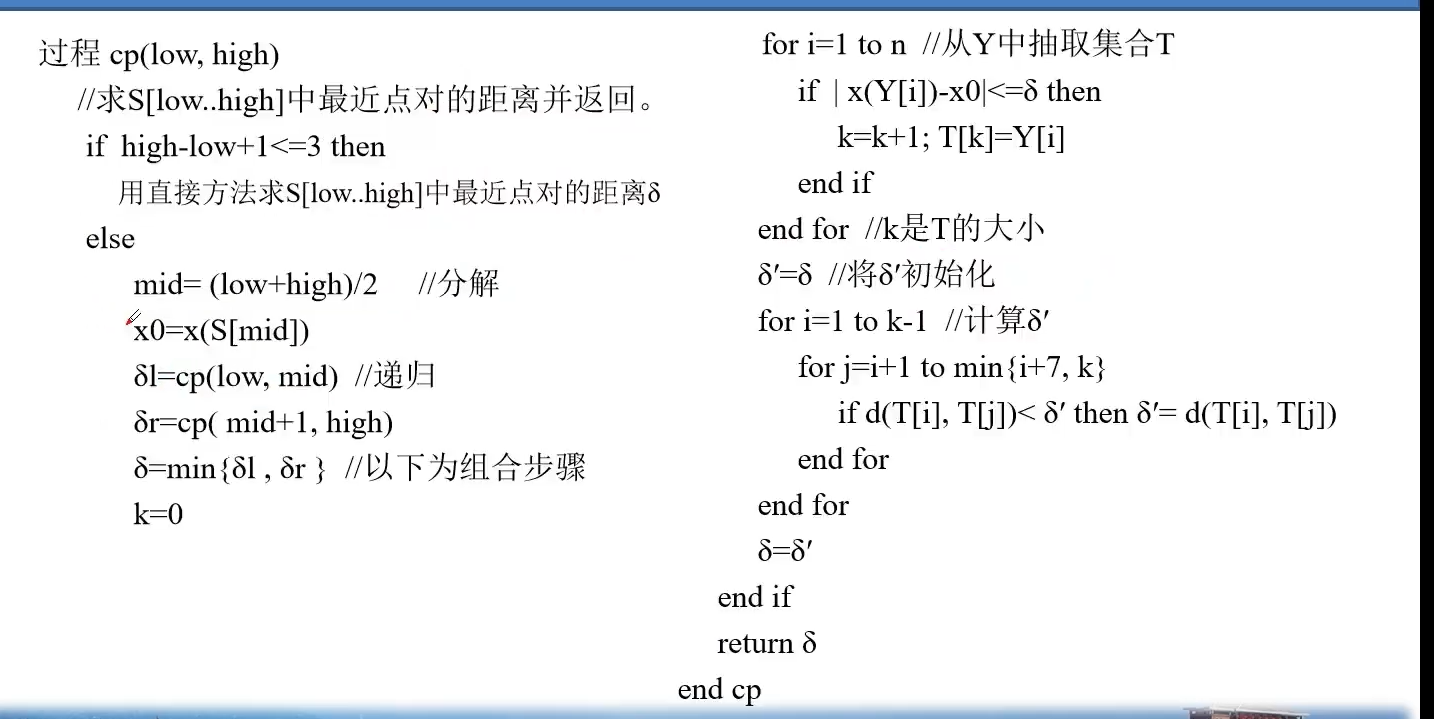 过程 cp(low, high)
//求S[low..high]中最近点对的距离并返回。
if high-low+1<=3 then
用直接方法求S[low..high]中最近点对的距离δ
else
mid= (low+high)/2 //分解
x0=x(S[mid])
δl=cp(low, mid) //递归
δr=cp( mid+1, high)
δ=min{δl , δr } //以下为组合步骤
k=0
for i=1 to n //从Y中抽取集合T
if | x(Y[i])-x0|<=δ then
k=k+1; T[k]=Y[i]
end if
end for //k是T的大小
δ′=δ //将δ′初始化
for i=1 to k-1 //计算δ′
for j=i+1 to min{i+7, k}
if d(T[i], T[j])< δ′ then δ′= d(T[i], T[j])
end for
end for
δ=δ′
end if
return δ
end cp